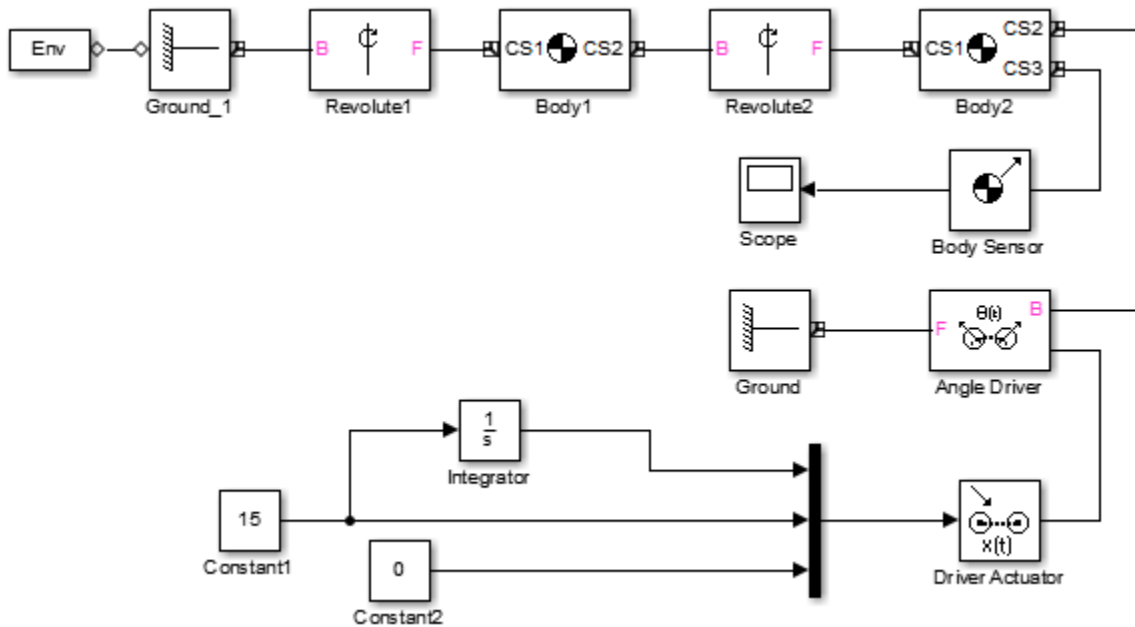 Env
Ground_1
B
F
Revolute1
CS1
CS2
Body1
B
F
Revolute2
CS1
CS2
CS3
Body2
Scope
Body Sensor
Ground
F
θ(t)
B
Angle Driver
1
s
Integrator
15
Constant1
0
Constant2
x(t)
Driver Actuator